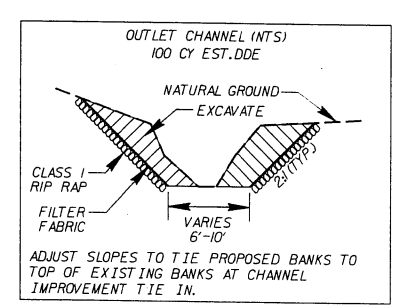 OUTLET CHANNEL (NTS)
100 CY EST.DDE
NATURAL GROUND
EXCAVATE
CLASS I
RIP RAP
FILTER
FABRIC
2:1 (TYP.)
VARIES
6'-10'
ADJUST SLOPES TO TIE PROPOSED BANKS TO
TOP OF EXISTING BANKS AT CHANNEL
IMPROVEMENT TIE IN.